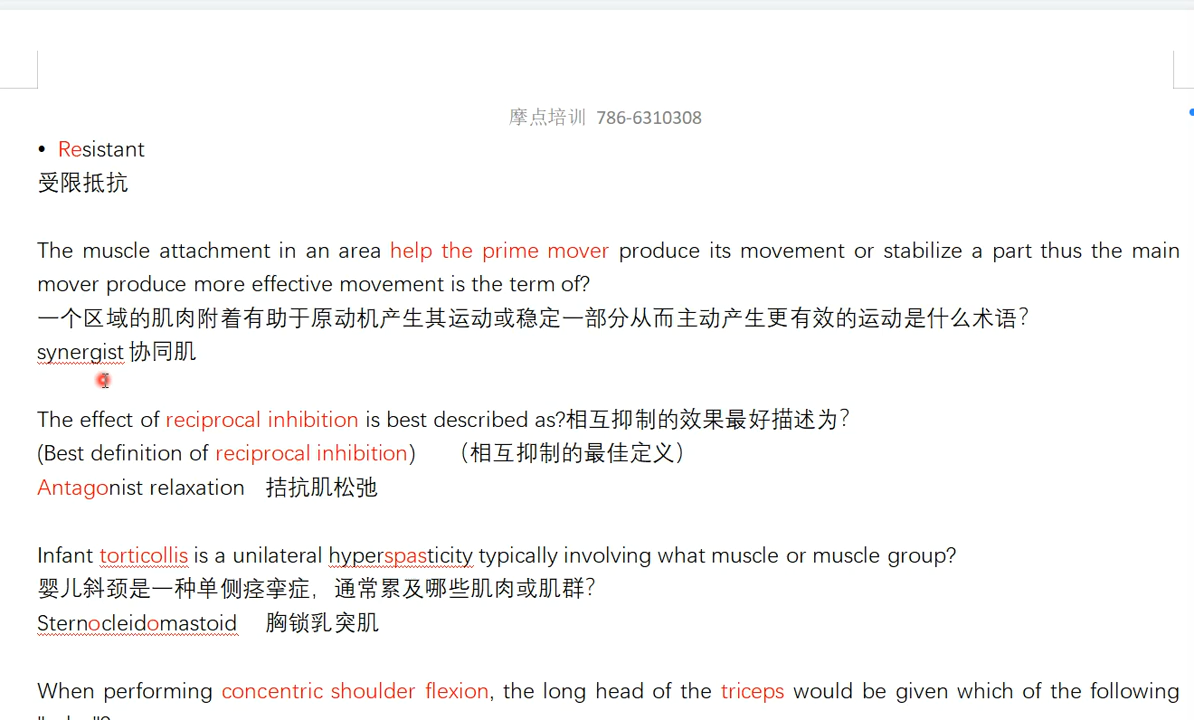 摩点培训 786-6310308
• Resistant
受限抵抗
The muscle attachment in an area help the prime mover produce its movement or stabilize a part thus the main
mover produce more effective movement is the term of?
一个区域的肌肉附着有助于原动机产生其运动或稳定一部分从而主动产生更有效的运动是什么术语？
synergist 协同肌
The effect of reciprocal inhibition is best described as?相互抑制的效果最好描述为？
(Best definition of reciprocal inhibition) （相互抑制的最佳定义）
Antagonist relaxation 拮抗肌松弛
Infant torticollis is a unilateral hyperspasticity typically involving what muscle or muscle group?
婴儿斜颈是一种单侧痉挛症，通常累及哪些肌肉或肌群？
Sternocleidomastoid 胸锁乳突肌
When performing concentric shoulder flexion, the long head of the triceps would be given which of the following